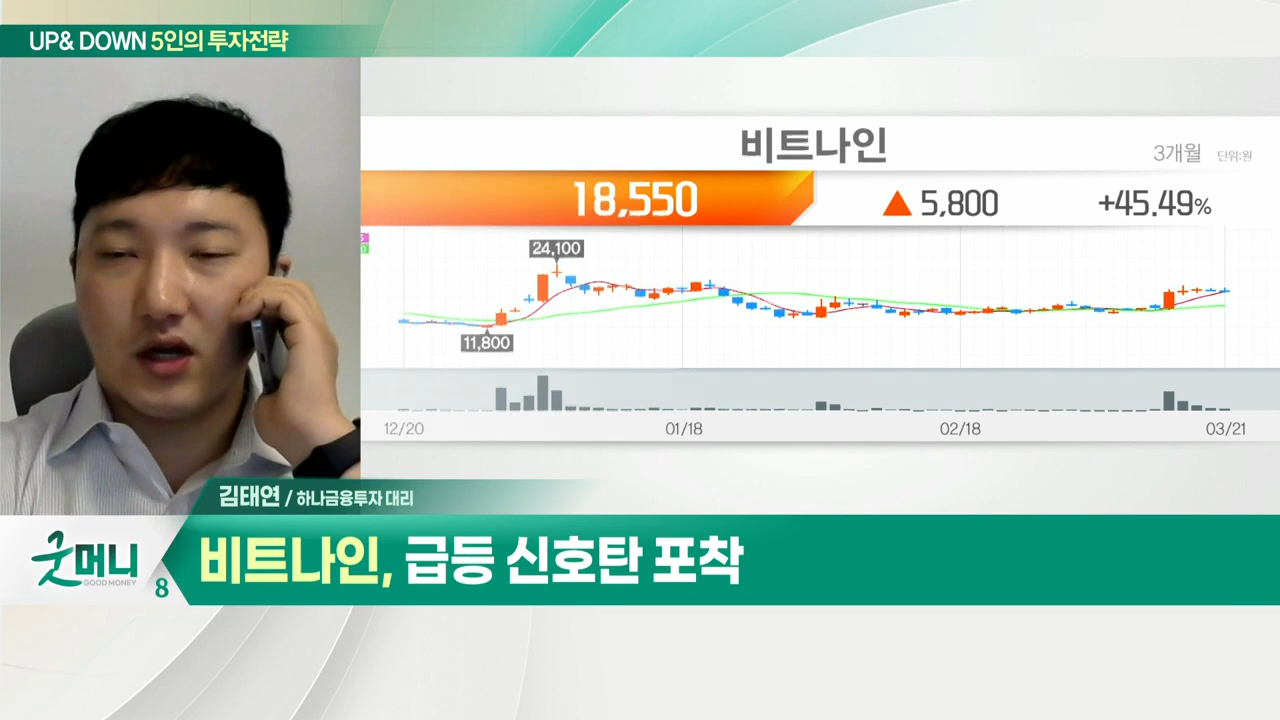 UP& DOWN 5인의 투자전략
비트나인
3개월 단위:원
18,550 ▲ 5,800 +45.49%
24,100
11,800
12/20 01/18 02/18 03/21
김태연 / 하나금융투자 대리
굿머니
GOOD MONEY
8
비트나인, 급등 신호탄 포착